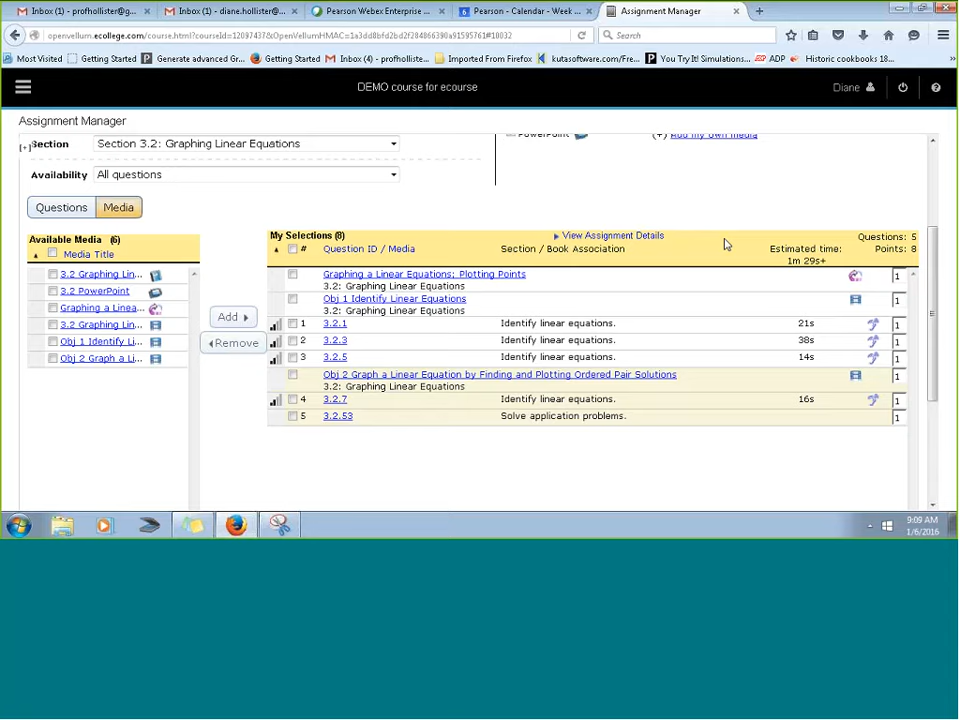 Inbox (1) - profhollister@g...
Inbox (1) - diane.hollister@...
Pearson Webex Enterprise ...
Pearson - Calendar - Week ...
Assignment Manager
Search
Most Visited
Getting Started
Generate advanced Gr...
Getting Started
Inbox (4) - profholliste...
Imported From Firefox
kutasoftware.com/Fre...
You Try It! Simulations...
ADP
Historic cookbooks 18...
DEMO course for ecourse
Diane
Assignment Manager
[+]
Section
Section 3.2: Graphing Linear Equations
PowerPoint
(+) Add my own media
Availability
All questions
Questions
Media
Available Media (6)
Media Title
3.2 Graphing Lin...
3.2 PowerPoint
Graphing a Linea...
3.2 Graphing Lin...
Obj 1 Identify Li...
Obj 2 Graph a Li...
Add
Remove
My Selections (8)
View Assignment Details
Questions: 5
# Question ID / Media Section / Book Association Estimated time: Points: 8
1m 29s+
Graphing a Linear Equations; Plotting Points 1
3.2: Graphing Linear Equations
Obj 1 Identify Linear Equations 1
3.2: Graphing Linear Equations
1 3.2.1 Identify linear equations. 21s 1
2 3.2.3 Identify linear equations. 38s 1
3 3.2.5 Identify linear equations. 14s 1
Obj 2 Graph a Linear Equation by Finding and Plotting Ordered Pair Solutions 1
3.2: Graphing Linear Equations
4 3.2.7 Identify linear equations. 16s 1
5 3.2.53 Solve application problems. 1
9:09 AM
1/6/2016